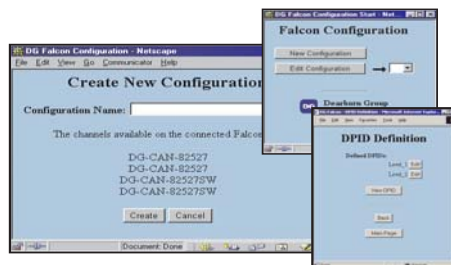 DG Falcon Configuration - Netscape
File Edit View Go Communicator Help
Create New Configuration
Configuration Name:
The channels available on the connected Falcon
DG-CAN-82527
DG-CAN-82527
DG-CAN-82527SW
DG-CAN-82527SW
Create Cancel
Document: Done
DG Falcon Configuration Start - Net...
Falcon Configuration
New Configuration
Edit Configuration
DG Dearborn Group
DPID Definition
Defined DPIDs:
Edit
Edit
View DPID
Back
Main Page